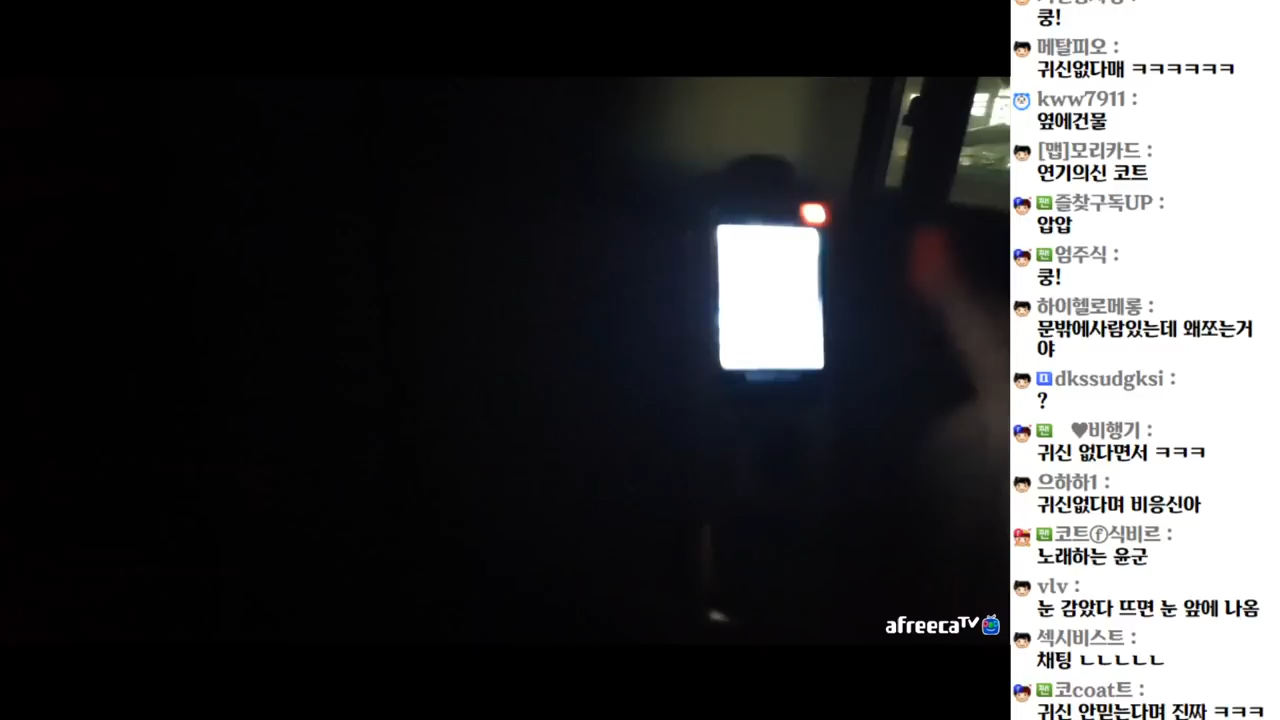 쿵!
메탈피오 :
귀신없다매 ㅋㅋㅋㅋㅋㅋ
kww7911 :
옆에건물
[맵]모리카드 :
연기의신 코트
팬 즐찾구독UP :
압압
팬 엄주식 :
쿵!
하이헬로메롱 :
문밖에사람있는데 왜쪼는거
야
dkssudgksi :
?
팬 ♥비행기 :
귀신 없다면서 ㅋㅋㅋ
으하하1 :
귀신없다며 비응신아
팬 코트ⓕ식비르 :
노래하는 윤군
vlv :
눈 감았다 뜨면 눈 앞에 나옴
섹시비스트 :
채팅 ㄴㄴㄴㄴㄴ
팬 코coat트 :
귀신 안믿는다며 진짜 ㅋㅋㅋ
afreecaTV